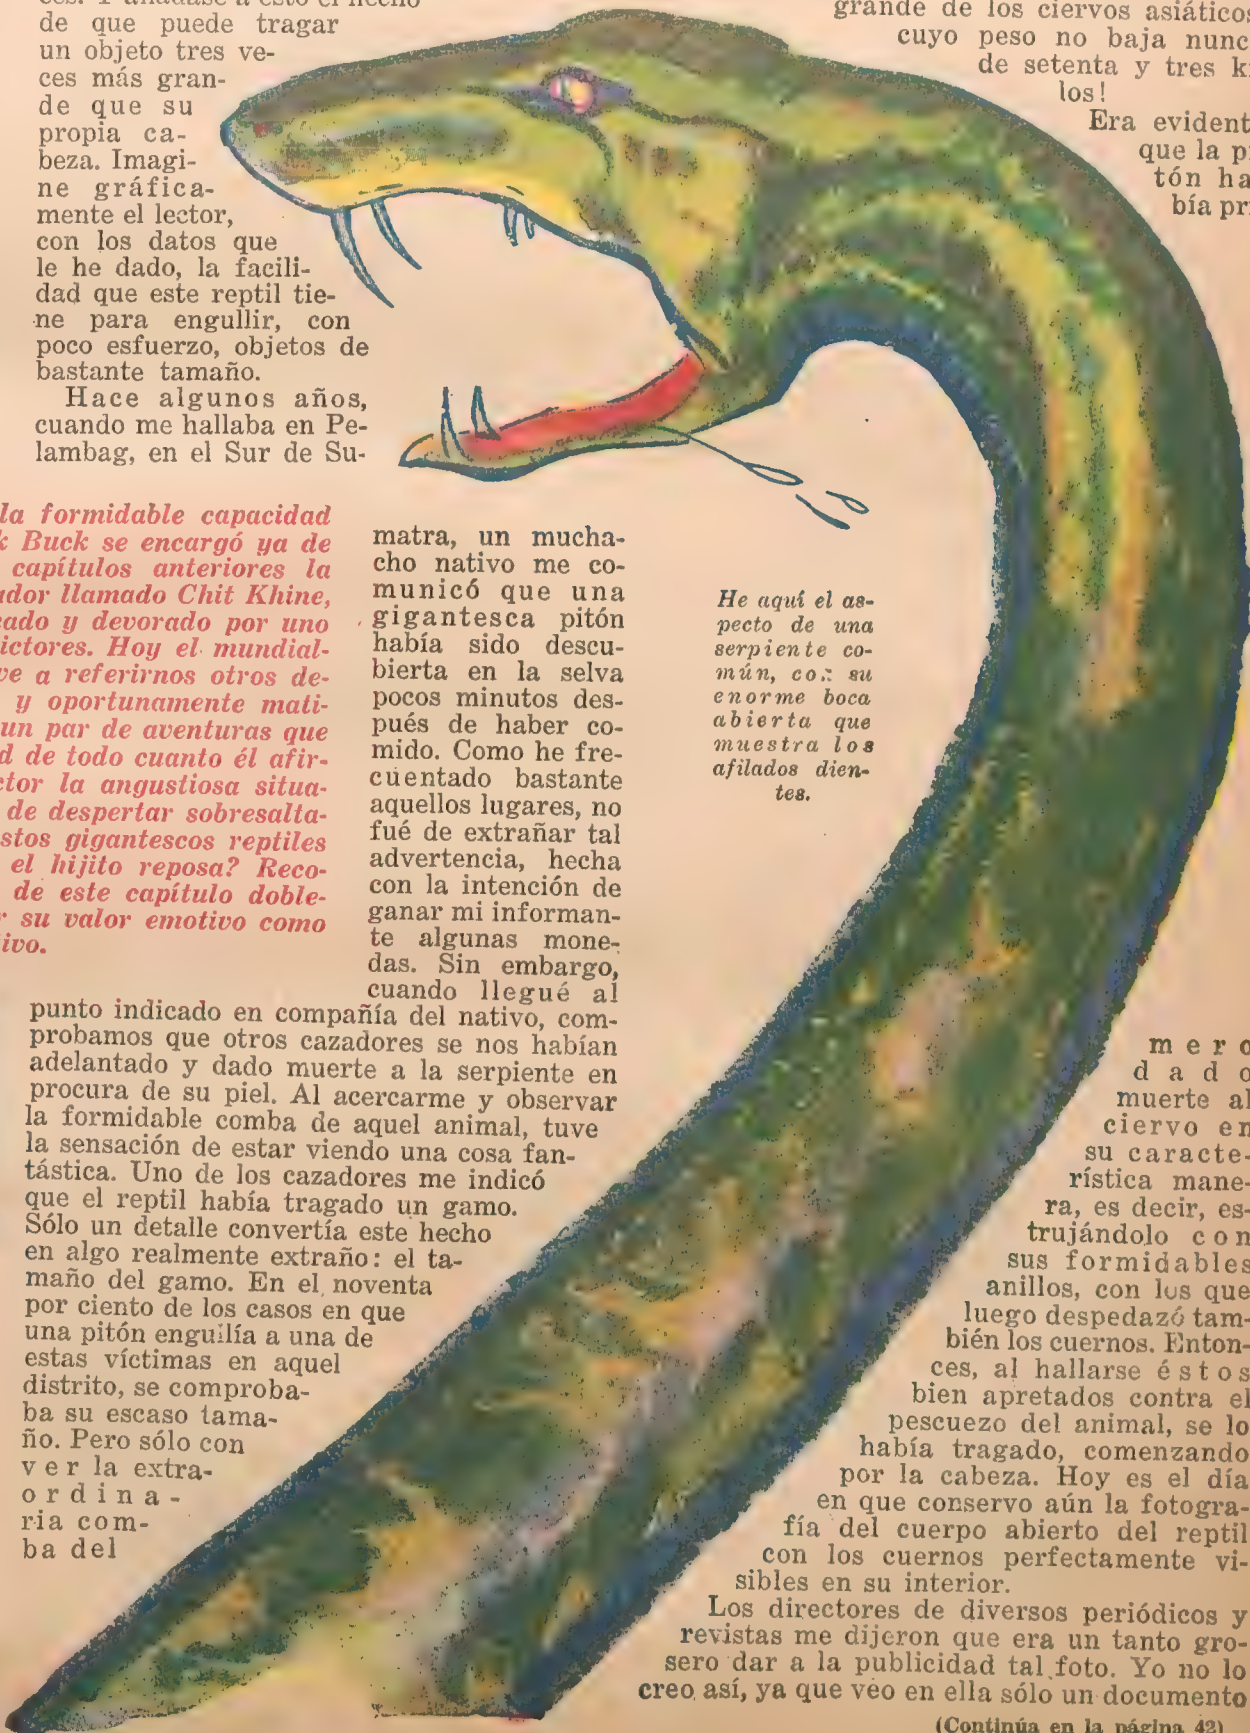 de que puede tragar
un objeto tres ve-
ces más gran-
de que su
propia ca-
beza. Imagi-
ne gráfica-
mente el lector,
con los datos que
le he dado, la facili-
dad que este reptil tie-
ne para engullir, con
poco esfuerzo, objetos de
bastante tamaño.
Hace algunos años,
cuando me hallaba en Pe-
lambag, en el Sur de Su-
la formidable capacidad
k Buck se encargó ya de
capítulos anteriores la
ador llamado Chit Khine,
cado y devorado por uno
ictores. Hoy el mundial-
ve a referirnos otros de-
y oportunamente mati-
un par de aventuras que
d de todo cuanto él afir-
ctor la angustiosa situa-
de despertar sobresalta-
stos gigantescos reptiles
el hijito reposa? Reco-
de este capítulo doble-
r su valor emotivo como
ivo.
matra, un mucha-
cho nativo me co-
municó que una
gigantesca pitón
había sido descu-
bierta en la selva
pocos minutos des-
pués de haber co-
mido. Como he fre-
cuentado bastante
aquellos lugares, no
fué de extrañar tal
advertencia, hecha
con la intención de
ganar mi informan-
te algunas mone-
das. Sin embargo,
cuando llegué al
punto indicado en compañía del nativo, com-
probamos que otros cazadores se nos habían
adelantado y dado muerte a la serpiente en
procura de su piel. Al acercarme y observar
la formidable comba de aquel animal, tuve
la sensación de estar viendo una cosa fan-
tástica. Uno de los cazadores me indicó
que el reptil había tragado un gamo.
Sólo un detalle convertía este hecho
en algo realmente extraño: el ta-
maño del gamo. En el noventa
por ciento de los casos en que
una pitón engullía a una de
estas víctimas en aquel
distrito, se comproba-
ba su escaso tama-
ño. Pero sólo con
ver la extra-
ordina-
ria com-
ba del
He aquí el as-
pecto de una
serpiente co-
mún, con su
enorme boca
abierta que
muestra los
afilados dien-
tes.
grande de los ciervos asiáticos
cuyo peso no baja nunc
de setenta y tres ki
los!
Era evident
que la pi
tón ha
bía pri
mero
dado
muerte al
ciervo en
su caracte-
rística mane-
ra, es decir, es-
trujándolo con
sus formidables
anillos, con los que
luego despedazó tam-
bién los cuernos. Enton-
ces, al hallarse éstos
bien apretados contra el
pescuezo del animal, se lo
había tragado, comenzando
por la cabeza. Hoy es el día
en que conservo aún la fotogra-
fía del cuerpo abierto del reptil
con los cuernos perfectamente vi-
sibles en su interior.
Los directores de diversos periódicos y
revistas me dijeron que era un tanto gro-
sero dar a la publicidad tal foto. Yo no lo
creo así, ya que veo en ella sólo un documento
(Continúa en la página 42)